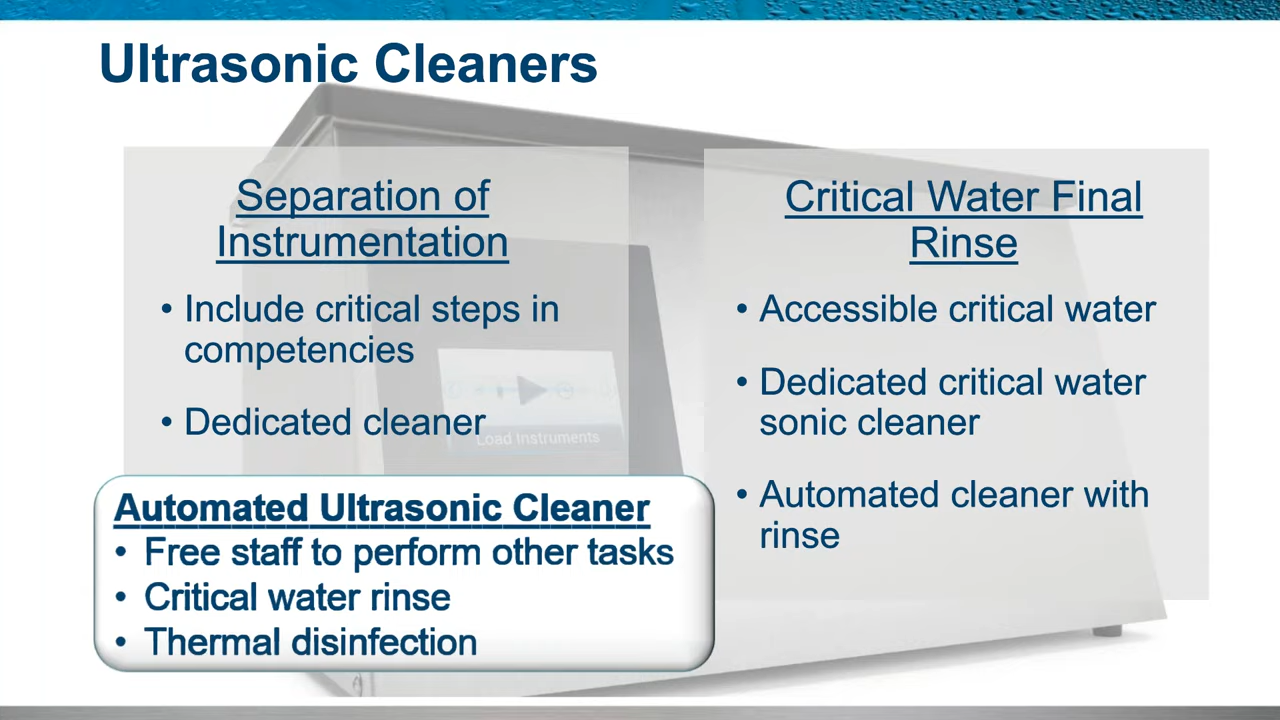 Ultrasonic Cleaners
Separation of
Instrumentation
• Include critical steps in
competencies
• Dedicated cleaner
Load Instruments
Automated Ultrasonic Cleaner
• Free staff to perform other tasks
• Critical water rinse
• Thermal disinfection
Critical Water Final
Rinse
• Accessible critical water
• Dedicated critical water
sonic cleaner
• Automated cleaner with
rinse